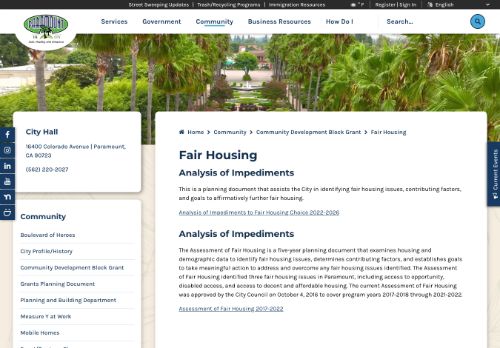 Street Sweeping Updates | Trash/Recycling Programs | Immigration Resources
° F | Register | Sign In | English
PARAMOUNT
Services Government Community Business Resources How Do I Search...
City Hall
16400 Colorado Avenue | Paramount,
CA 90723
(562) 220-2027
Community
Boulevard of Heroes
City Profile/History
Community Development Block Grant
Grants Planning Document
Planning and Building Department
Measure Y at Work
Mobile Homes
Home > Community > Community Development Block Grant > Fair Housing
Fair Housing
Analysis of Impediments
This is a planning document that assists the City in identifying fair housing issues, contributing factors,
and goals to affirmatively further fair housing.
Analysis of Impediments to Fair Housing Choice 2022-2026
Analysis of Impediments
The Assessment of Fair Housing is a five-year planning document that examines housing and
demographic data to identify fair housing issues, determines contributing factors, and establishes goals
to take meaningful action to address and overcome any fair housing issues identified. The Assessment
of Fair Housing identified three fair housing issues in Paramount, including access to opportunity,
disabled access, and access to decent and affordable housing. The current Assessment of Fair Housing
was approved by the City Council on October 4, 2016 to cover program years 2017-2018 through 2021-2022.
Assessment of Fair Housing 2017-2022
Current Events